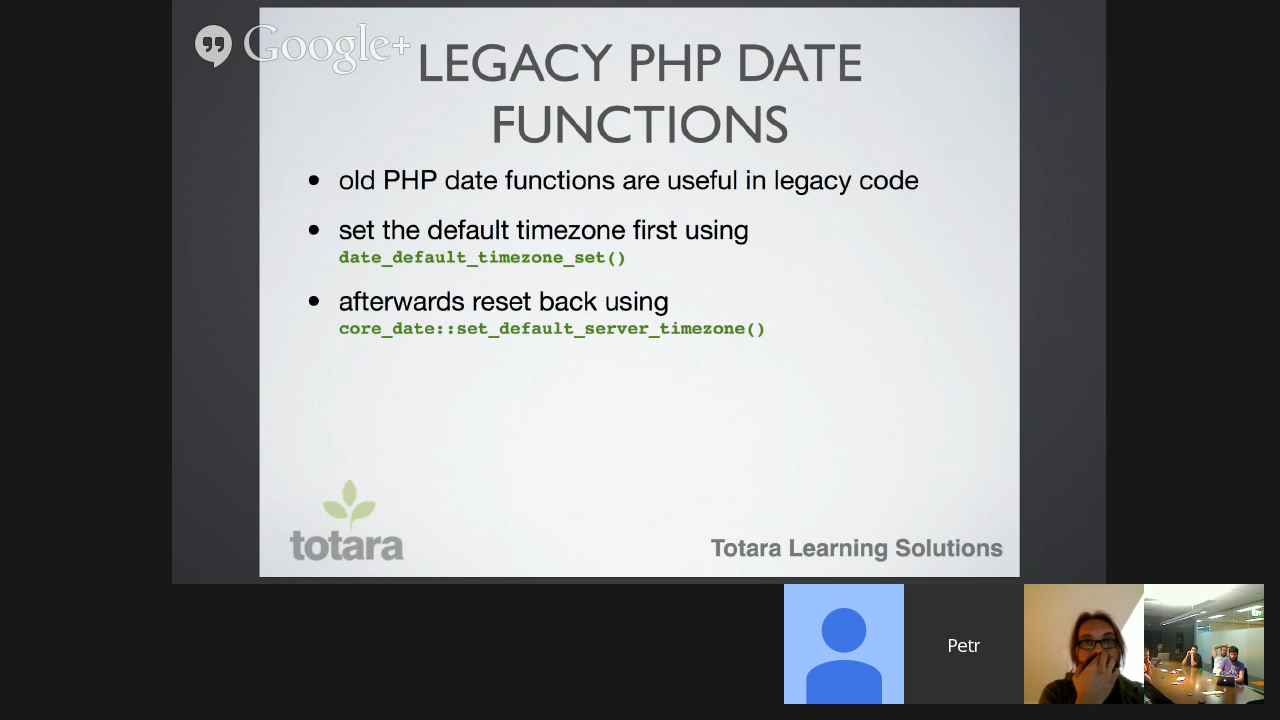 Google+
LEGACY PHP DATE
FUNCTIONS
• old PHP date functions are useful in legacy code
• set the default timezone first using
date_default_timezone_set()
• afterwards reset back using
core_date::set_default_server_timezone()
totara
Totara Learning Solutions
Petr